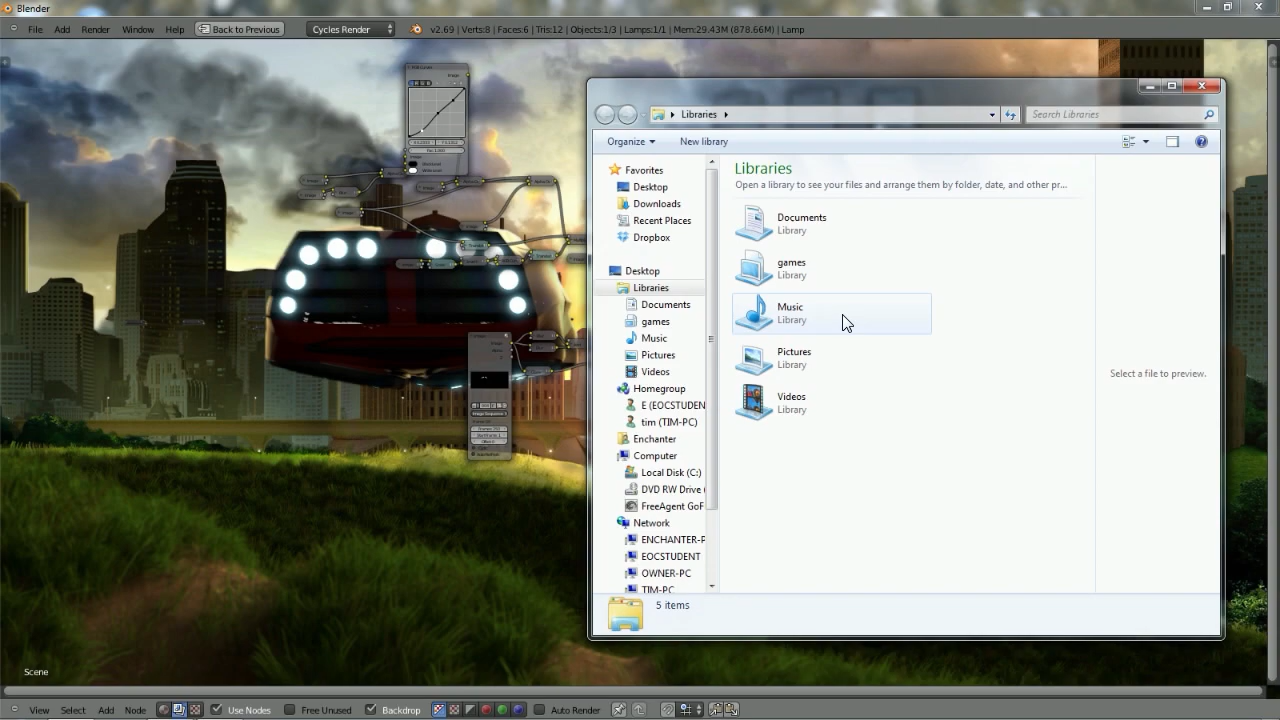 Blender
File Add Render Window Help Back to Previous Cycles Render v2.69 | Verts:8 | Faces:6 | Tris:12 | Objects:1/3 | Lamps:1/1 | Mem:29.43M (878.66M) | Lamp
Libraries
Search Libraries
Organize New library
Favorites
Desktop
Downloads
Recent Places
Dropbox
Desktop
Libraries
Documents
games
Music
Pictures
Videos
Homegroup
E (EOCSTUDEN
tim (TIM-PC)
Enchanter
Computer
Local Disk (C:)
DVD RW Drive (
FreeAgent GoF
Network
ENCHANTER-P
EOCSTUDENT
OWNER-PC
TIM-PC
Libraries
Open a library to see your files and arrange them by folder, date, and other pr...
Documents
Library
games
Library
Music
Library
Pictures
Library
Videos
Library
Select a file to preview.
5 items
Scene
View Select Add Node Use Nodes Free Unused Backdrop Auto Render